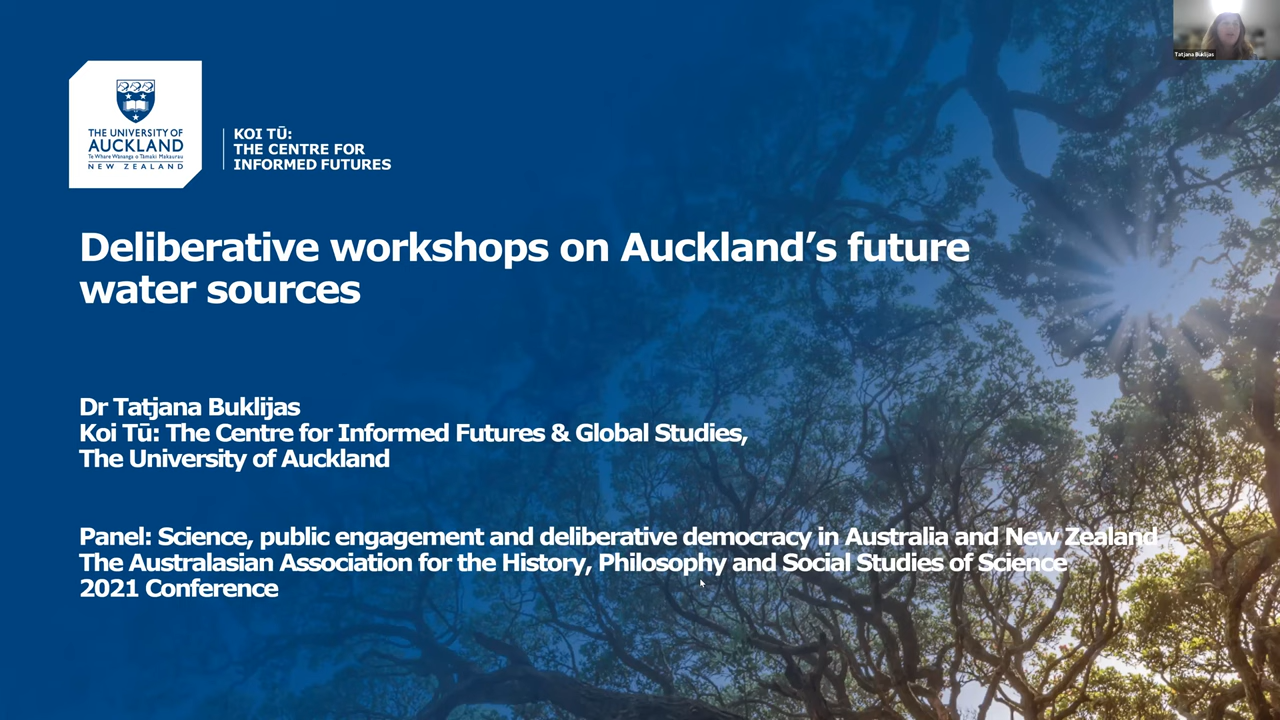 Tatjana Buklijas
THE UNIVERSITY OF
AUCKLAND
Te Whare Wānanga o Tāmaki Makaurau
NEW ZEALAND
KOI TŪ:
THE CENTRE FOR
INFORMED FUTURES
Deliberative workshops on Auckland’s future
water sources
Dr Tatjana Buklijas
Koi Tū: The Centre for Informed Futures & Global Studies,
The University of Auckland
Panel: Science, public engagement and deliberative democracy in Australia and New Zealand
The Australasian Association for the History, Philosophy and Social Studies of Science
2021 Conference